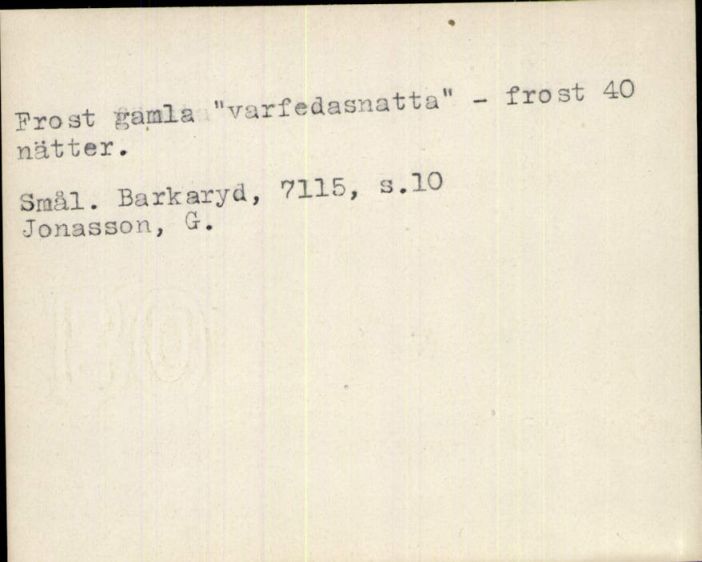 Frost gamla "varfedasnatta" - frost 40
nätter.
Smål. Barkaryd, 7115, s.10
Jonasson, G.